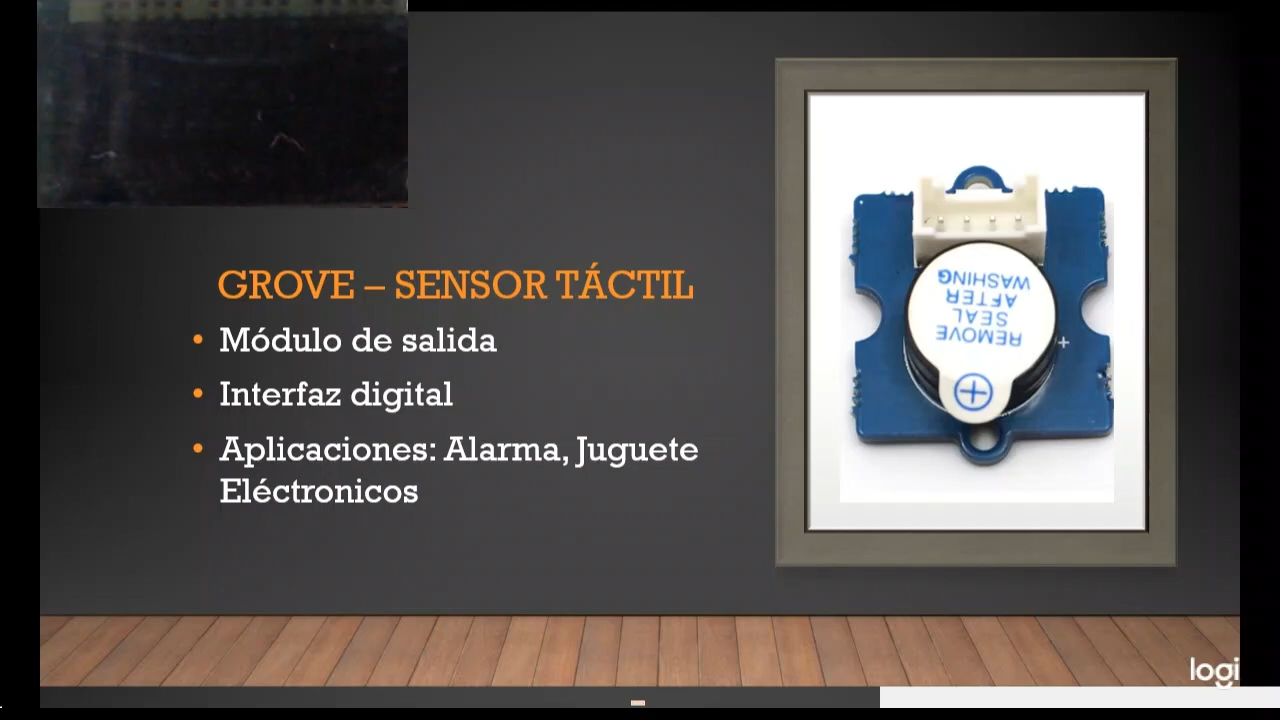 GROVE – SENSOR TÁCTIL
• Módulo de salida
• Interfaz digital
• Aplicaciones: Alarma, Juguete
Eléctronicos
REMOVE
SEAL
AFTER
WASHING
logi